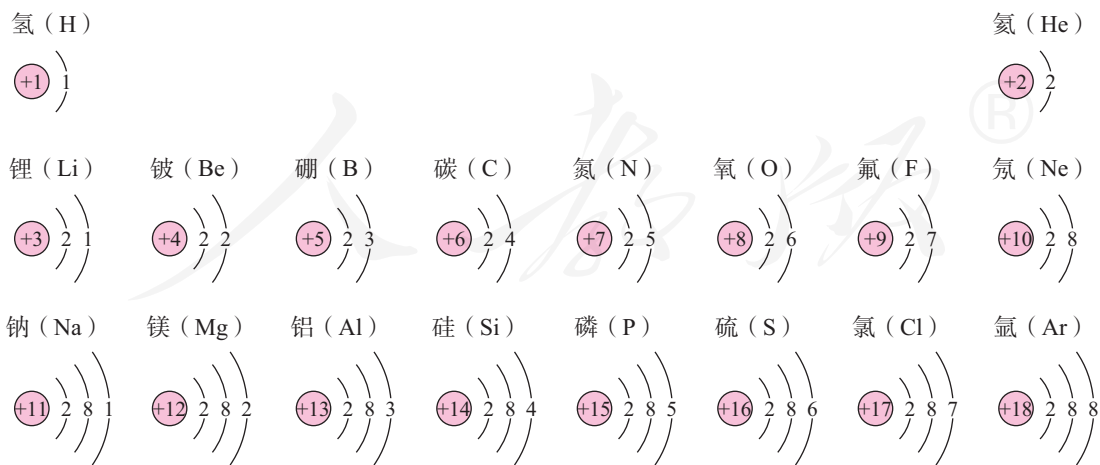 氢（H） 氦（He）
+1 1 +2 2
锂（Li） 铍（Be） 硼（B） 碳（C） 氮（N） 氧（O） 氟（F） 氖（Ne）
+3 2 1 +4 2 2 +5 2 3 +6 2 4 +7 2 5 +8 2 6 +9 2 7 +10 2 8
钠（Na） 镁（Mg） 铝（Al） 硅（Si） 磷（P） 硫（S） 氯（Cl） 氩（Ar）
+11 2 8 1 +12 2 8 2 +13 2 8 3 +14 2 8 4 +15 2 8 5 +16 2 8 6 +17 2 8 7 +18 2 8 8
人教版®